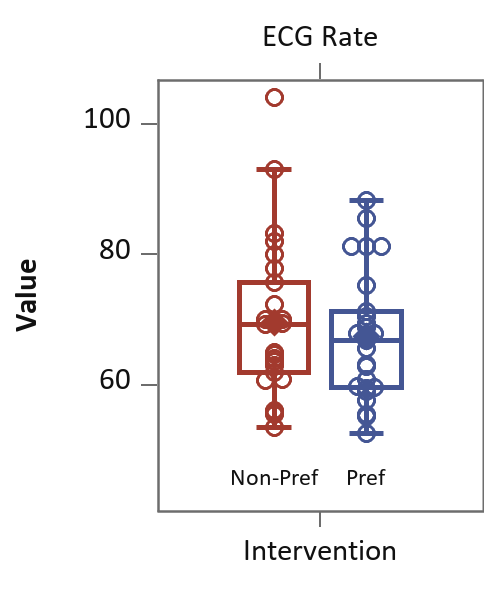 ECG Rate
100
80
60
Value
Non-Pref Pref
Intervention